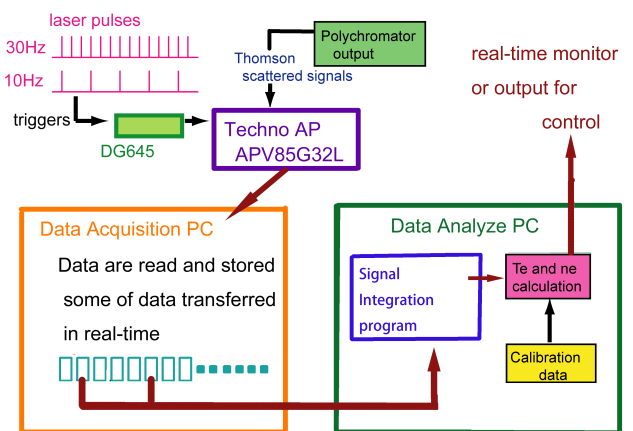 laser pulses
30Hz
10Hz
triggers
DG645
Polychromator
output
Thomson
scattered signals
Techno AP
APV85G32L
real-time monitor
or output for
control
Data Acquisition PC
Data are read and stored
some of data transferred
in real-time
Data Analyze PC
Signal
Integration
program
Te and ne
calculation
Calibration
data